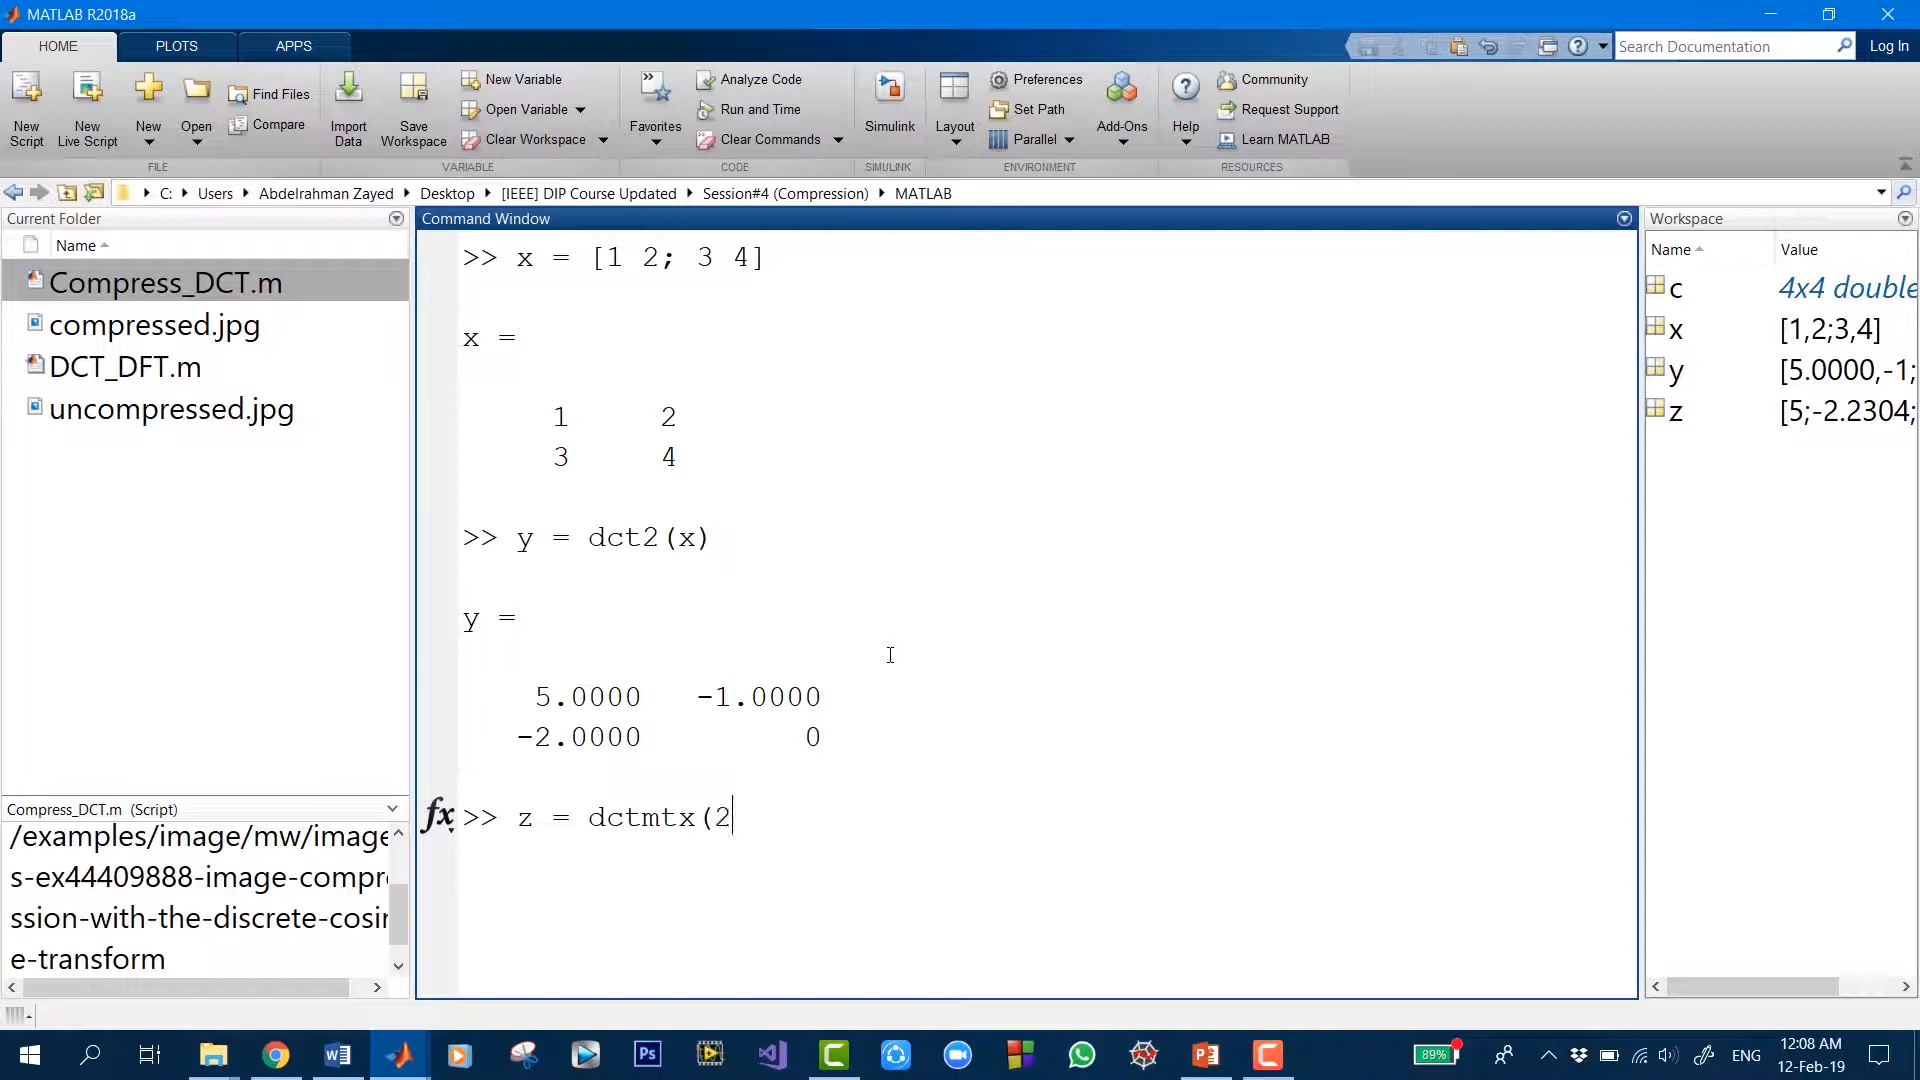 MATLAB R2018a
HOME PLOTS APPS
Search Documentation Log In
New Script
New Live Script
New
Open
Find Files
Compare
FILE
Import Data
Save Workspace
New Variable
Open Variable
Clear Workspace
VARIABLE
Favorites
Analyze Code
Run and Time
Clear Commands
CODE
Simulink
SIMULINK
Layout
Preferences
Set Path
Parallel
Add-Ons
ENVIRONMENT
Help
Community
Request Support
Learn MATLAB
RESOURCES
C: Users Abdelrahman Zayed Desktop [IEEE] DIP Course Updated Session#4 (Compression) MATLAB
Current Folder
Name
Compress_DCT.m
compressed.jpg
DCT_DFT.m
uncompressed.jpg
Compress_DCT.m (Script)
/examples/image/mw/image
s-ex44409888-image-compre
ssion-with-the-discrete-cosin
e-transform
Command Window
>> x = [1 2; 3 4]
x =
1 2
3 4
>> y = dct2(x)
y =
5.0000 -1.0000
-2.0000 0
fx >> z = dctmtx(2
Workspace
Name Value
c 4x4 double
x [1,2;3,4]
y [5.0000,-1;
z [5;-2.2304;
89% ENG 12:08 AM
12-Feb-19